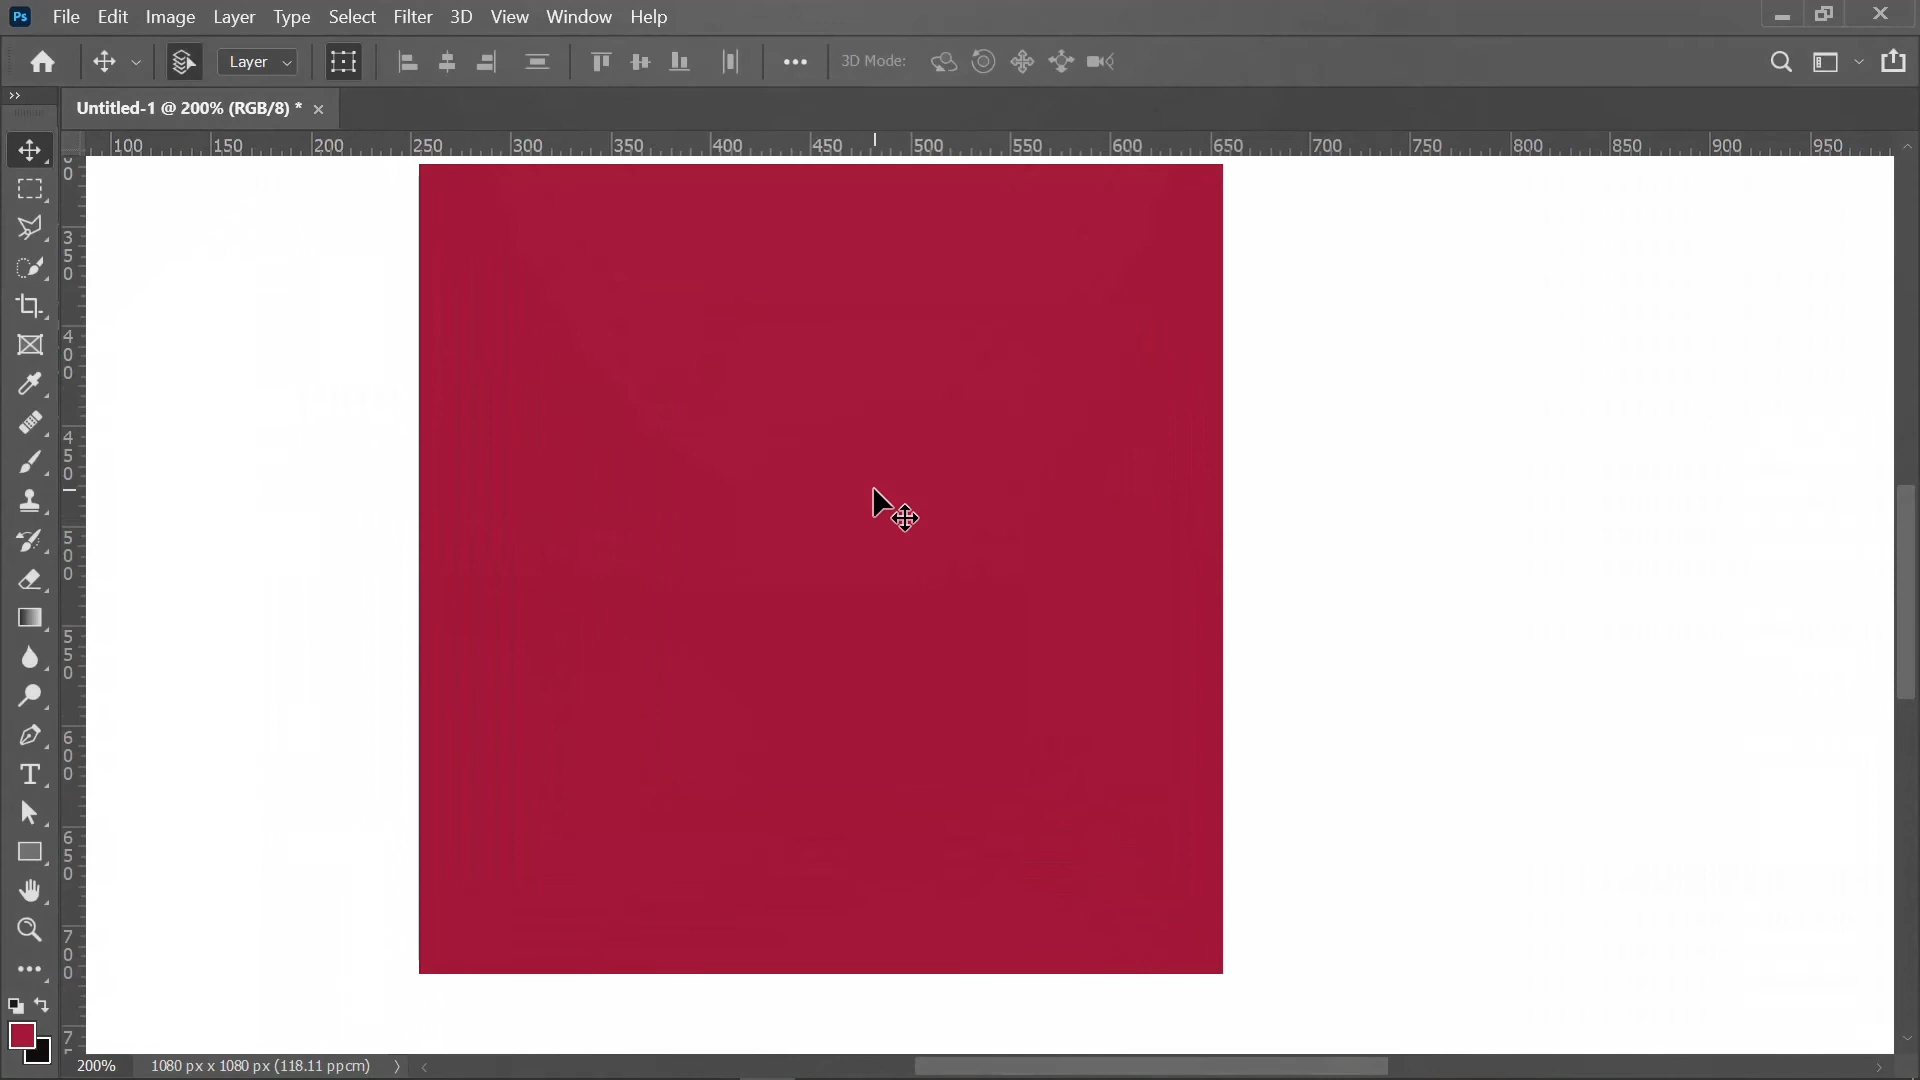 Ps File Edit Image Layer Type Select Filter 3D View Window Help
Layer 3D Mode:
Untitled-1 @ 200% (RGB/8) *
100 150 200 250 300 350 400 450 500 550 600 650 700 750 800 850 900 950
0
350
400
450
500
550
600
650
700
7
200% 1080 px x 1080 px (118.11 ppcm)